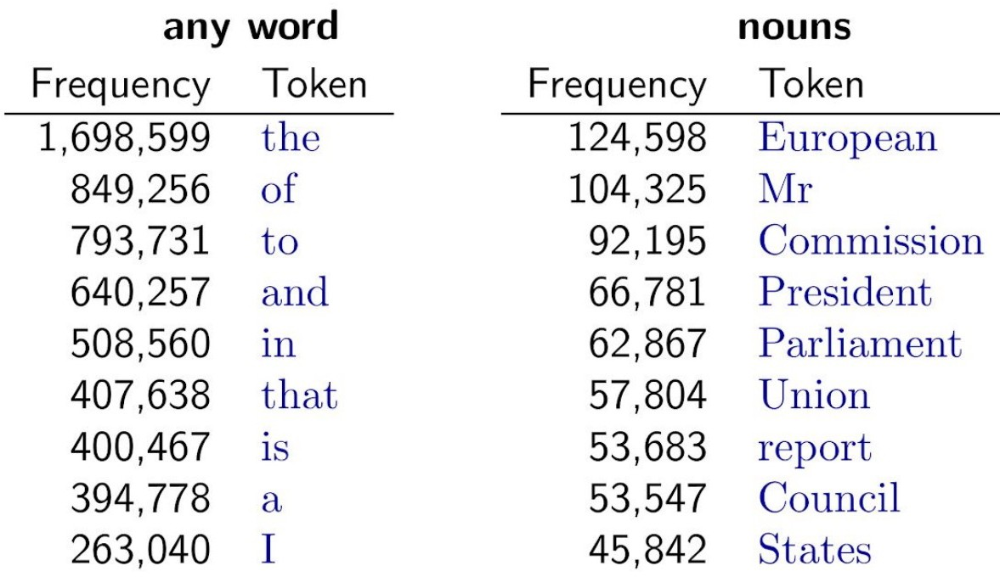 any word nouns
Frequency Token Frequency Token
1,698,599 the 124,598 European
849,256 of 104,325 Mr
793,731 to 92,195 Commission
640,257 and 66,781 President
508,560 in 62,867 Parliament
407,638 that 57,804 Union
400,467 is 53,683 report
394,778 a 53,547 Council
263,040 I 45,842 States